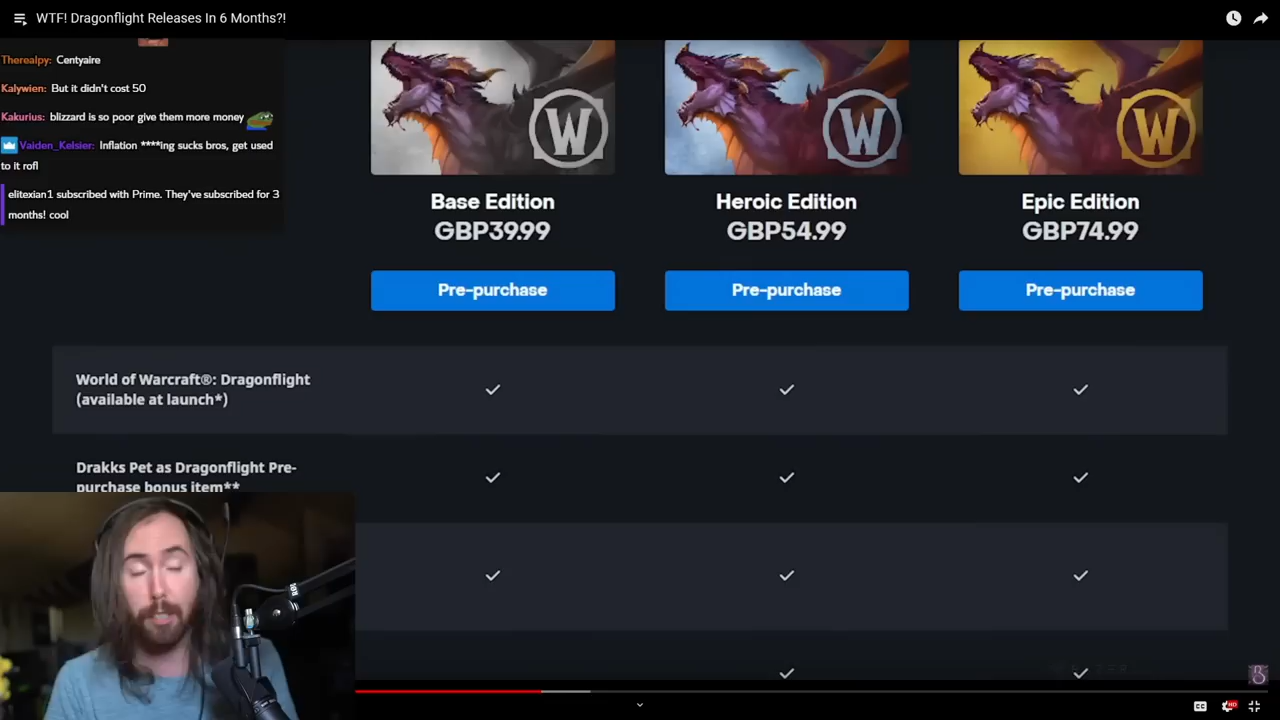 WTF! Dragonflight Releases In 6 Months?!
Therealpy: Centyaire
Kalywien: But it didn't cost 50
Kakurius: blizzard is so poor give them more money
Vaiden_Kelsier: Inflation ****ing sucks bros, get used
to it rofl
elitexian1 subscribed with Prime. They've subscribed for 3
months! cool
W
W
W
Base Edition
Heroic Edition
Epic Edition
GBP39.99
GBP54.99
GBP74.99
Pre-purchase
Pre-purchase
Pre-purchase
World of Warcraft®: Dragonflight
(available at launch*)
Drakks Pet as Dragonflight Pre-
purchase bonus item**
CC
HD